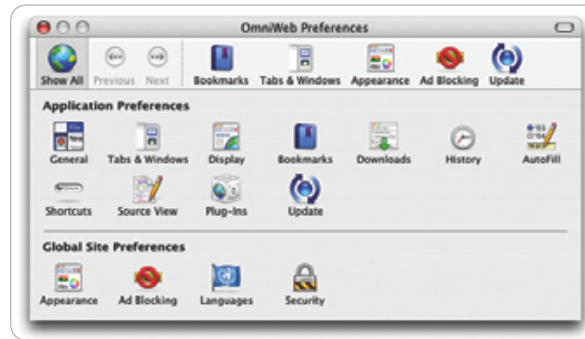 OmniWeb Preferences
Show All Previous Next Bookmarks Tabs & Windows Appearance Ad Blocking Update
Application Preferences
General Tabs & Windows Display Bookmarks Downloads History AutoFill
Shortcuts Source View Plug-Ins Update
Global Site Preferences
Appearance Ad Blocking Languages Security